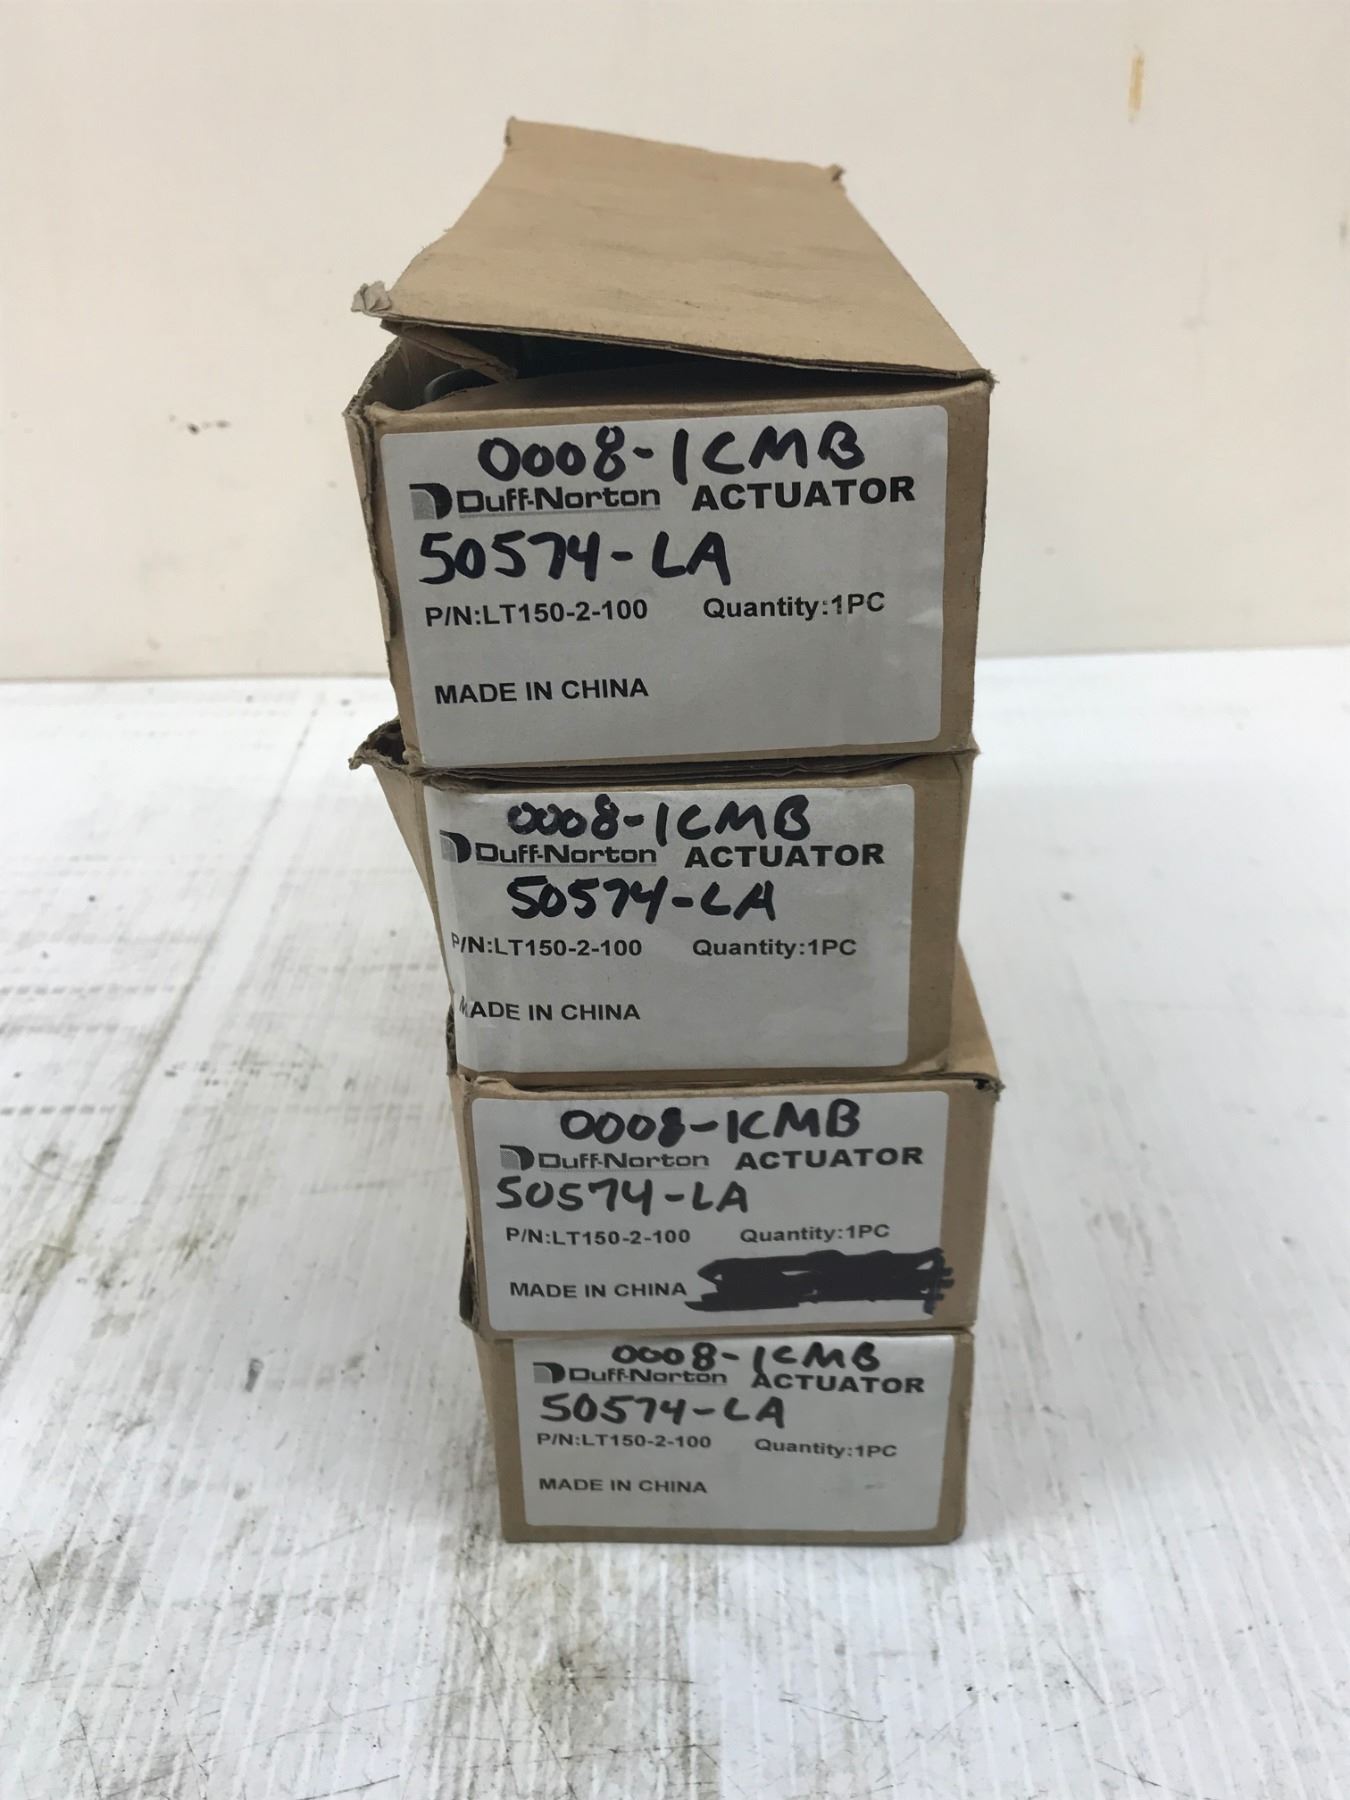 0008-1CMB
Duff-Norton ACTUATOR
50574-LA
P/N:LT150-2-100 Quantity:1PC
MADE IN CHINA
0008-1CMB
Duff-Norton ACTUATOR
50574-LA
P/N:LT150-2-100 Quantity:1PC
MADE IN CHINA
0008-1CMB
Duff-Norton ACTUATOR
50574-LA
P/N:LT150-2-100 Quantity:1PC
MADE IN CHINA
0008-1CMB
Duff-Norton ACTUATOR
50574-LA
P/N:LT150-2-100 Quantity:1PC
MADE IN CHINA